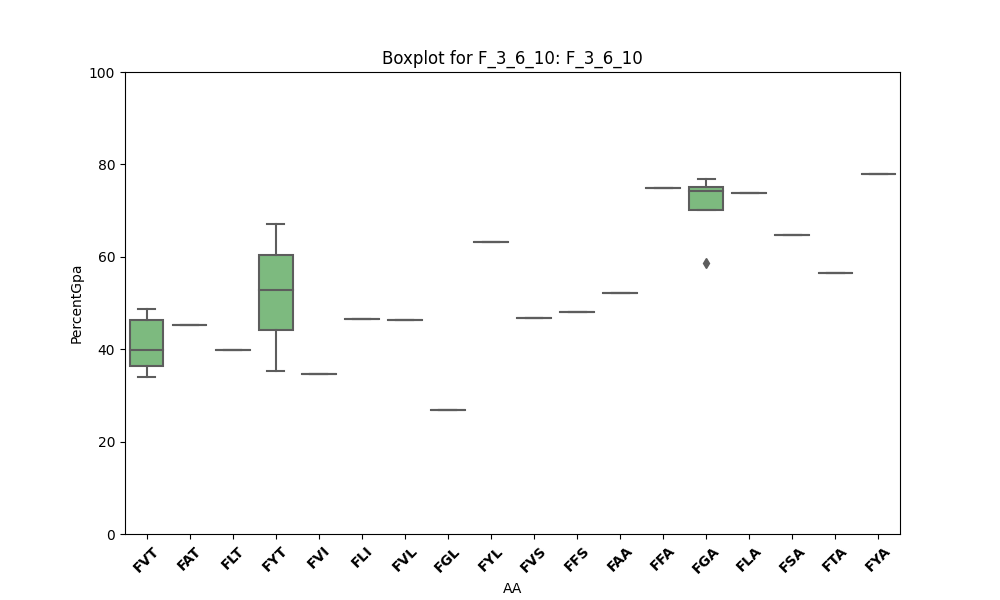 Boxplot for F_3_6_10: F_3_6_10
100
80
60
40
20
0
PercentGpa
FVT FAT FLT FYT FVI FLI FVL FGL FYL FVS FFS FAA FFA FGA FLA FSA FTA FYA
AA